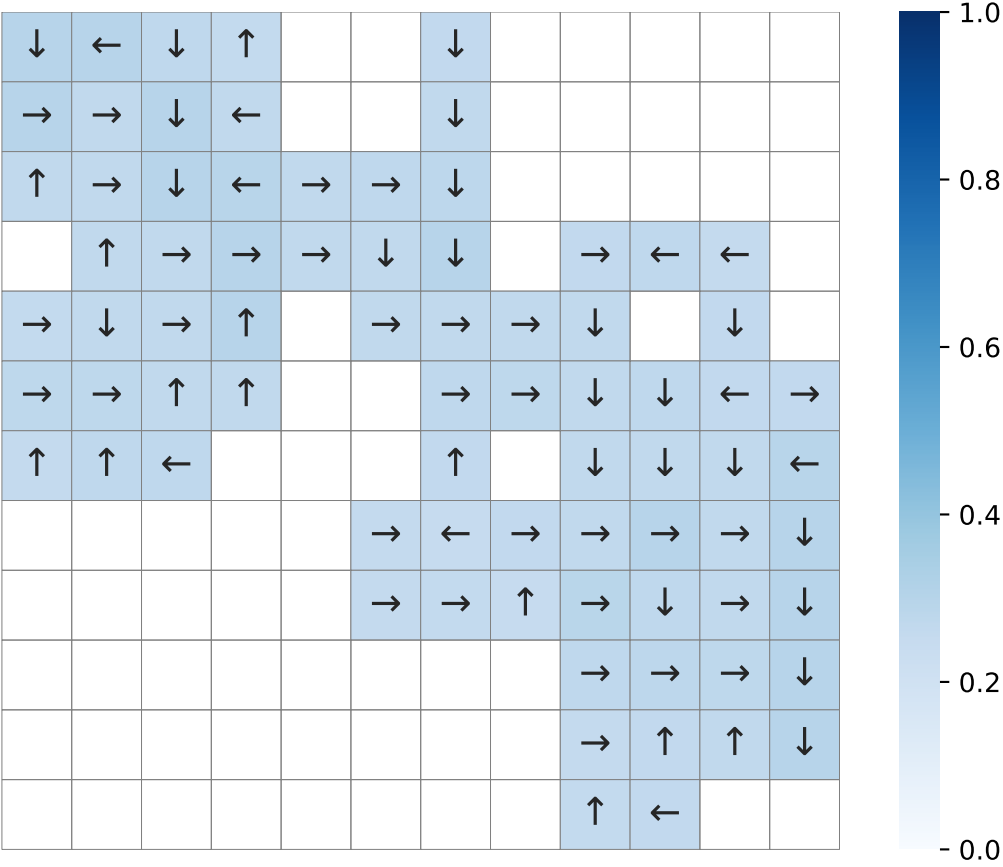 ↓ ← ↓ ↑ ↓ 1.0
→ → ↓ ← ↓
↑ → ↓ ← → → ↓ 0.8
↑ → → → ↓ ↓ → ← ←
→ ↓ → ↑ → → → ↓ ↓ 0.6
→ → ↑ ↑ → → ↓ ↓ ← →
↑ ↑ ← ↑ ↓ ↓ ↓ ←
→ ← → → → → ↓ 0.4
→ → ↑ → ↓ → ↓
→ → → ↓ 0.2
→ ↑ ↑ ↓
↑ ← 0.0